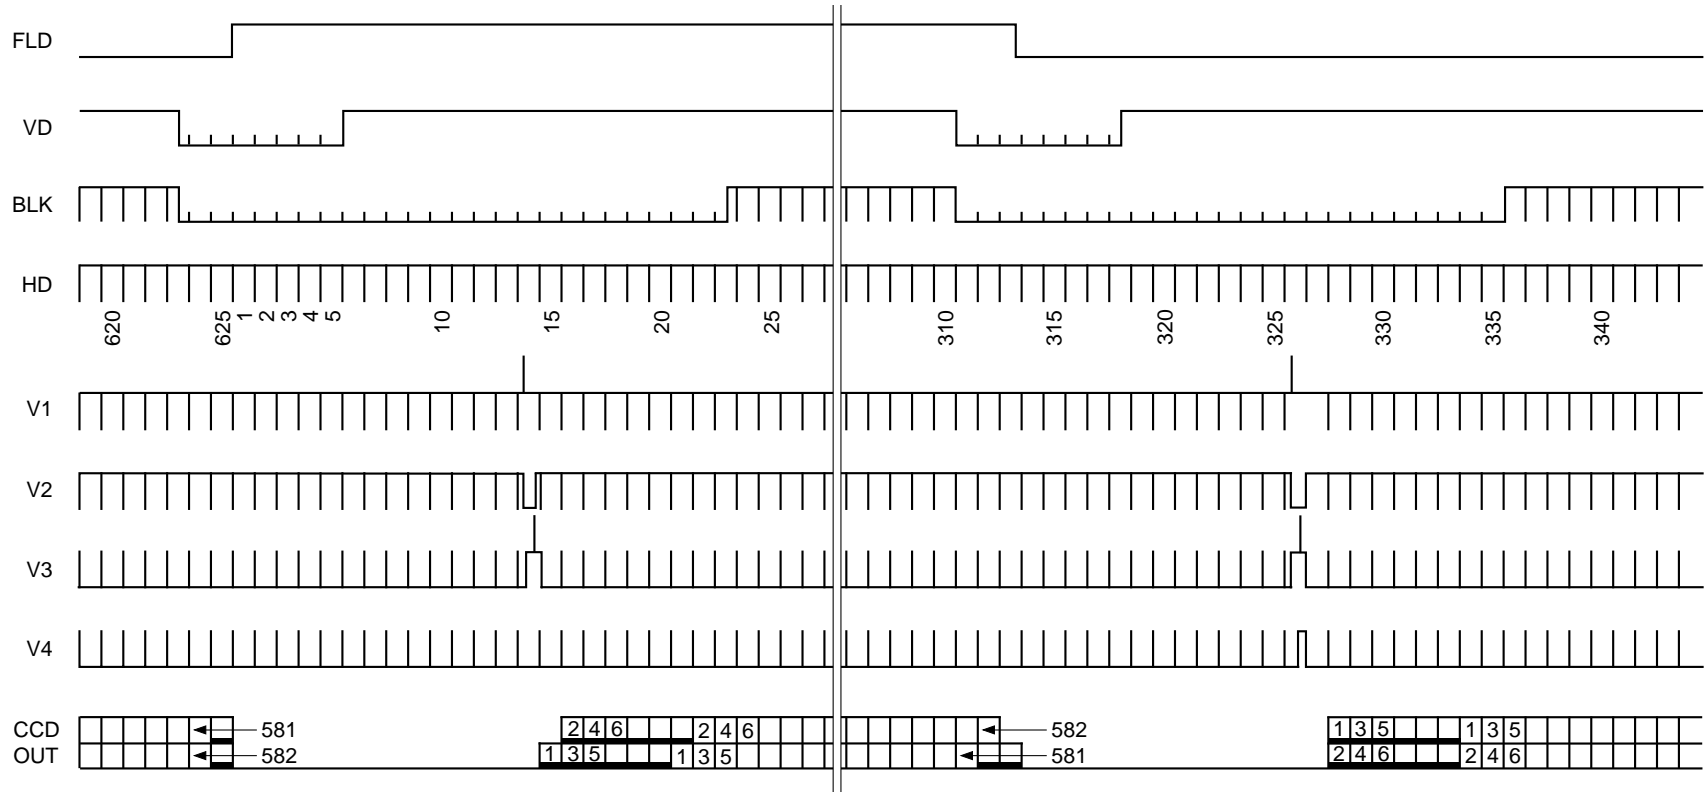 FLD
VD
BLK
HD
620 625 1 2 3 4 5 10 15 20 25 310 315 320 325 330 335 340
V1
V2
V3
V4
CCD 581 2 4 6 2 4 6 582 1 3 5 1 3 5
OUT 582 1 3 5 1 3 5 581 2 4 6 2 4 6